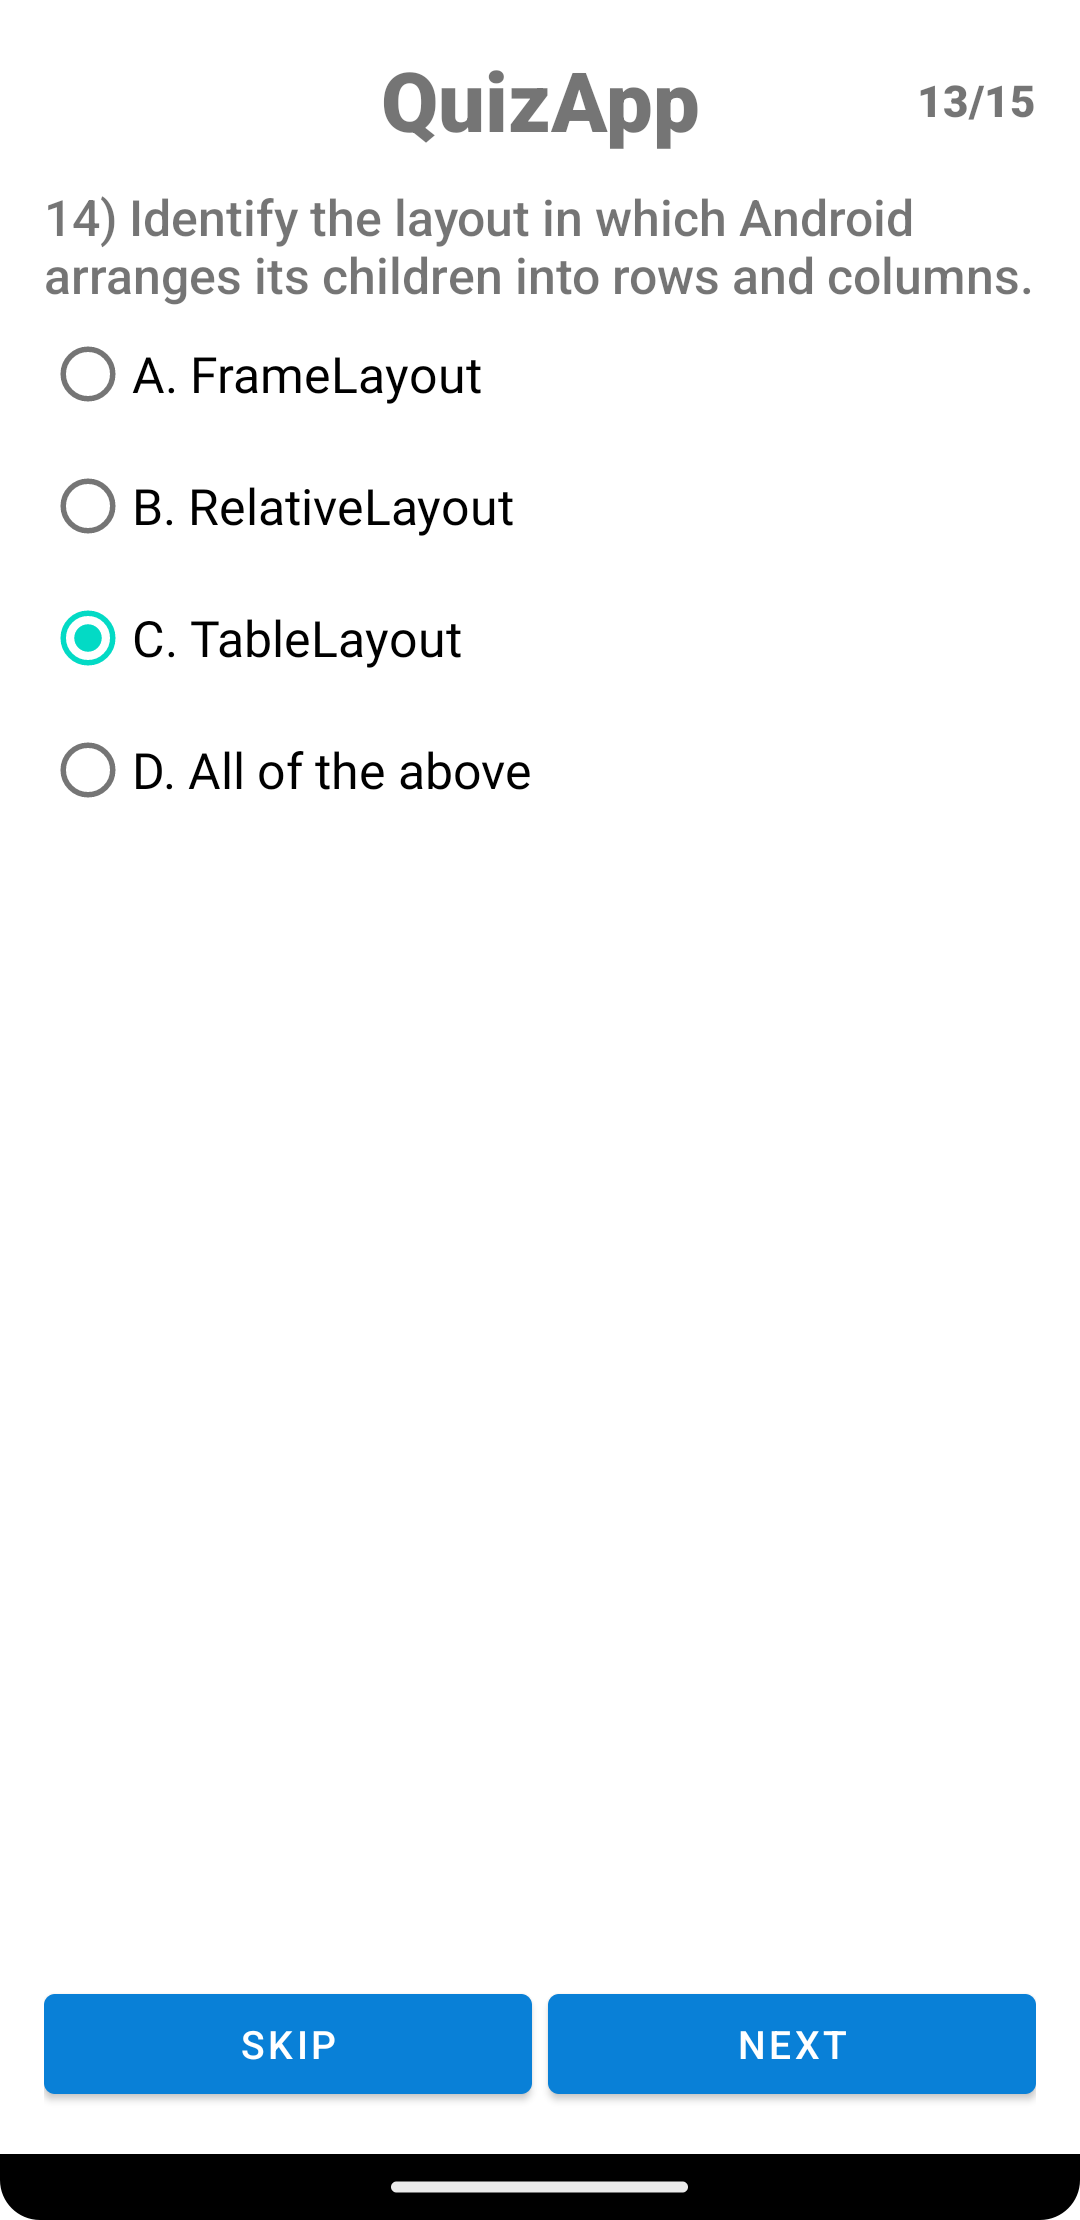 QuizApp
13/15
14) Identify the layout in which Android
arranges its children into rows and columns.
A. FrameLayout
B. RelativeLayout
C. TableLayout
D. All of the above
SKIP
NEXT